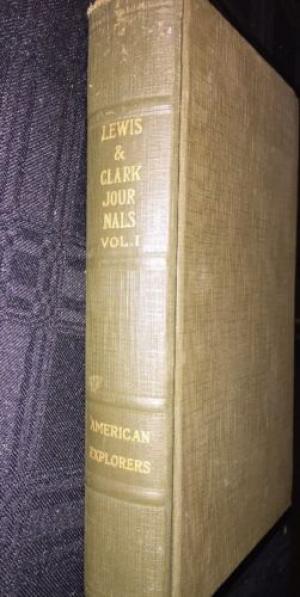 LEWIS
&
CLARK
JOUR
NALS
VOL. I
AMERICAN
EXPLORERS